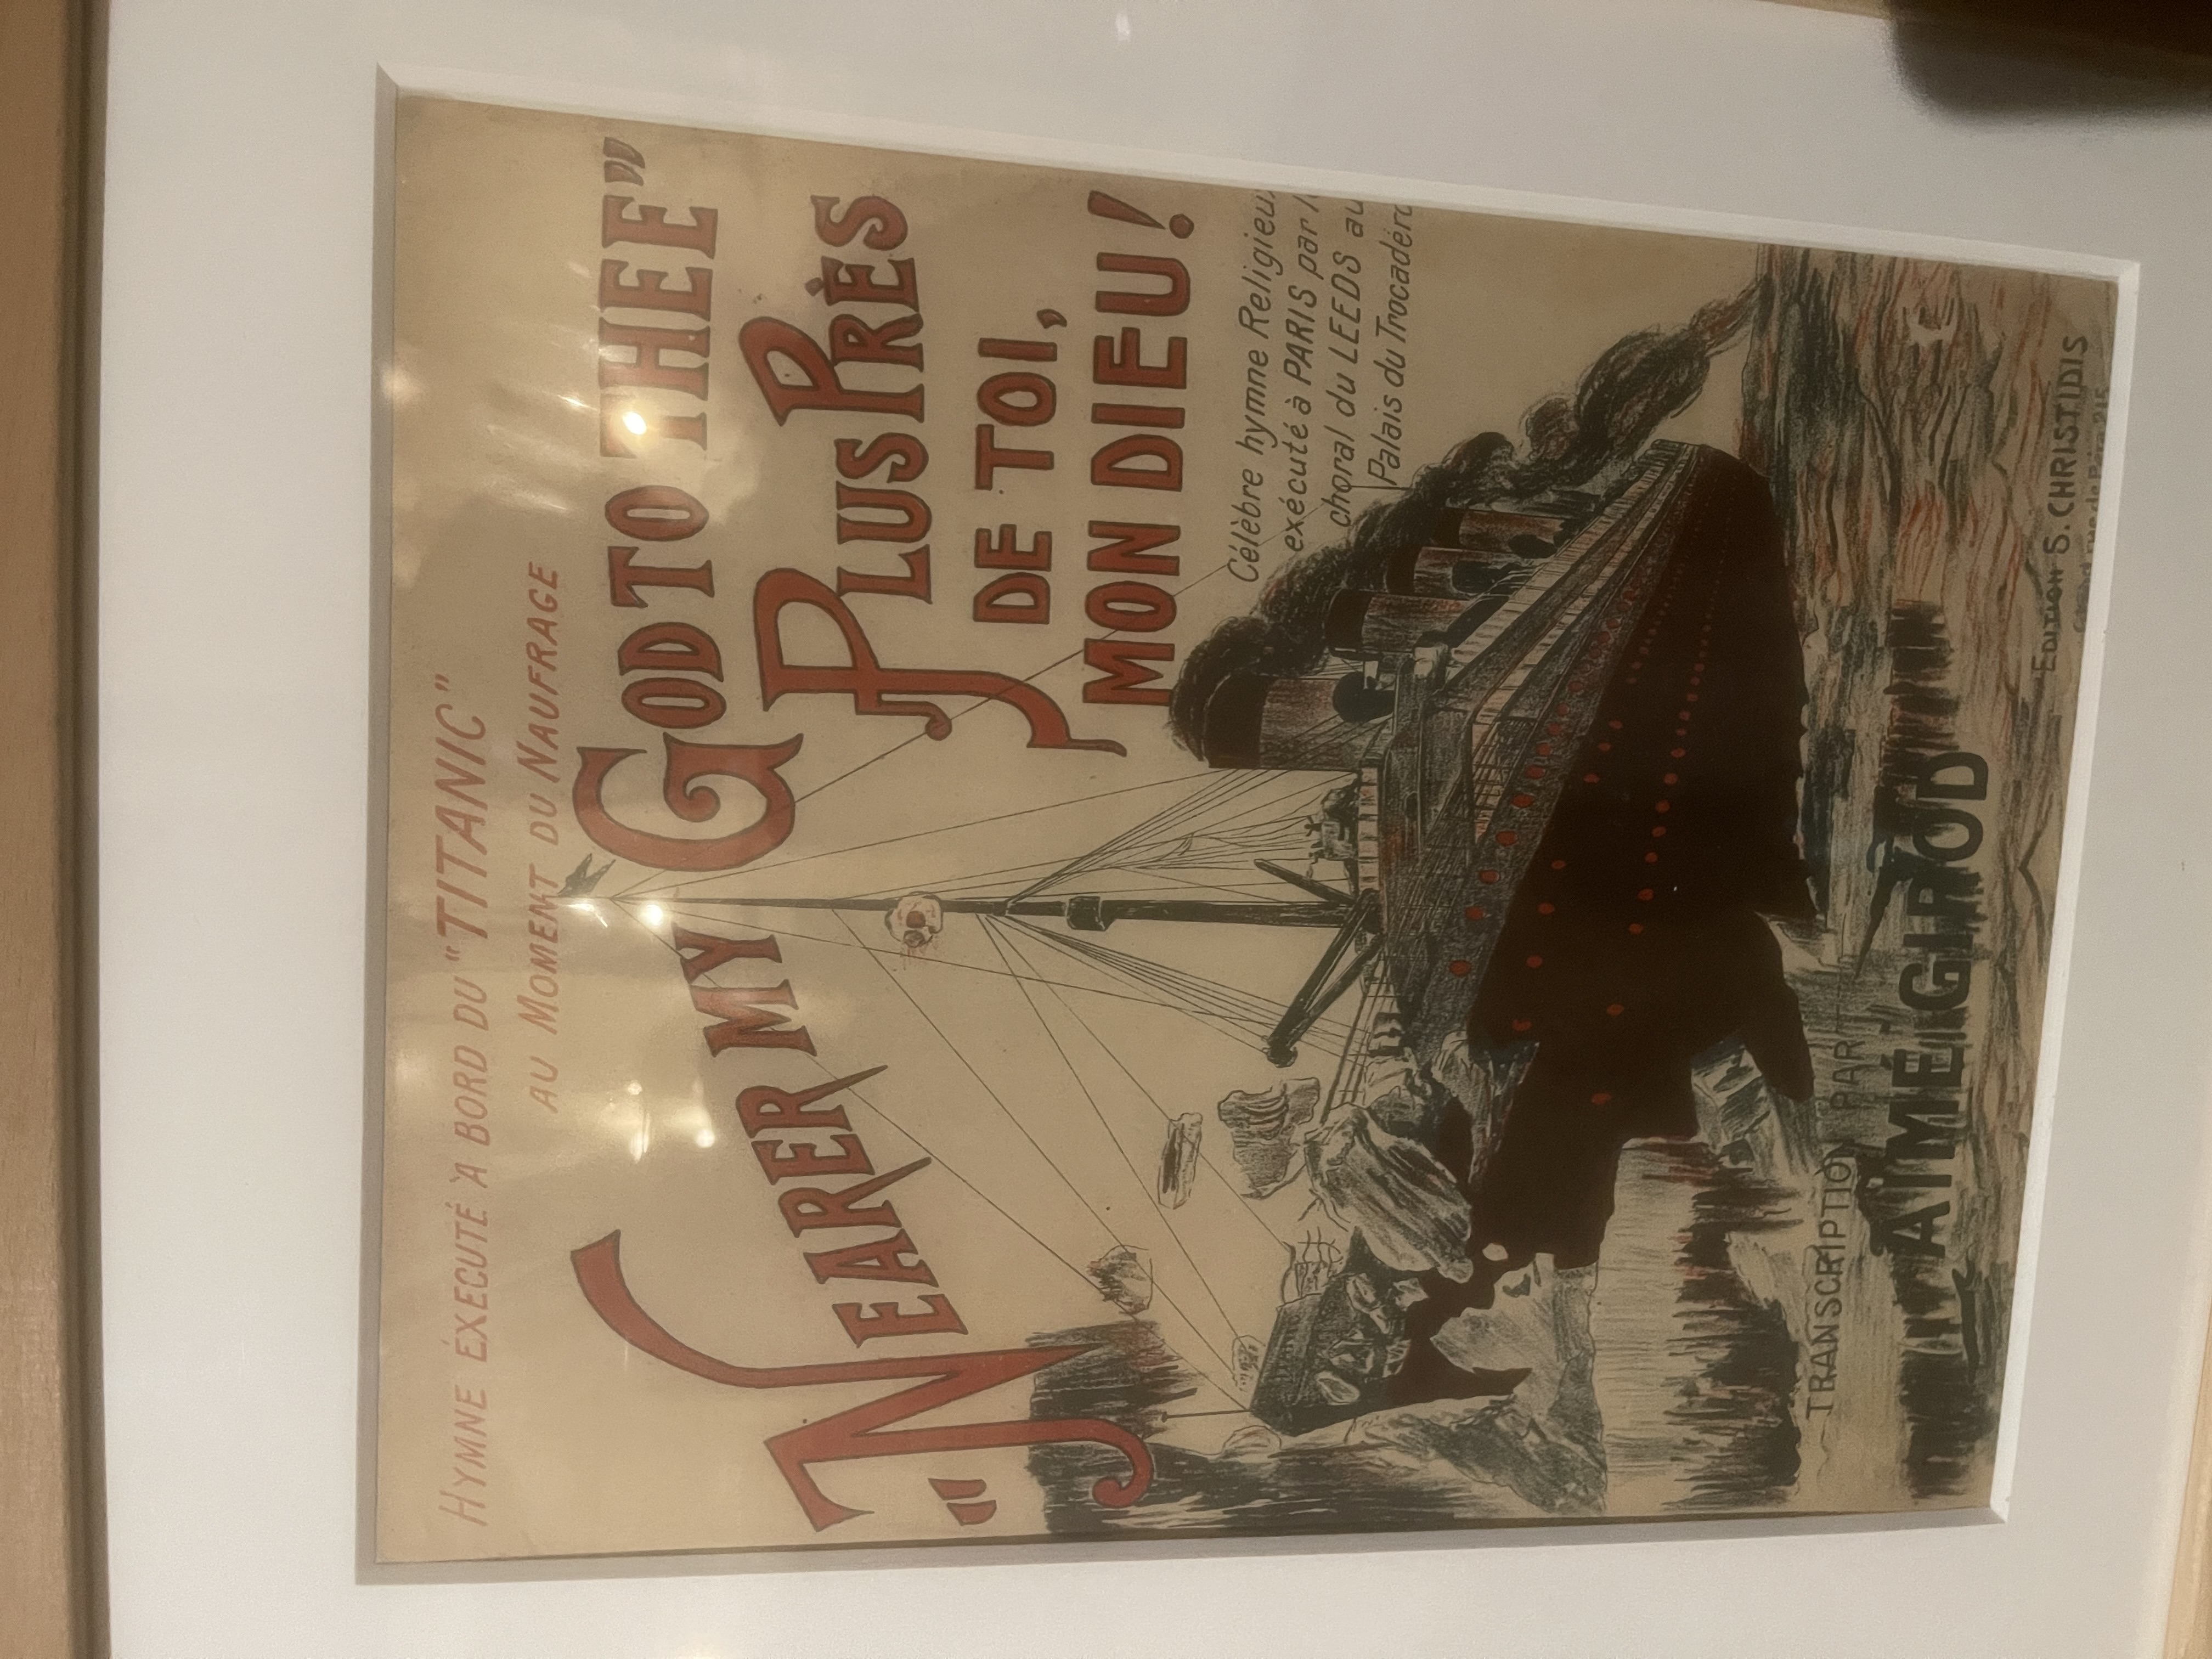 HYMNE ÉXECUTÉ À BORD DU "TITANIC"
AU MOMENT DU NAUFRAGE
"NEARER MY GOD TO THEE"
PLUS PRÈS
DE TOI,
MON DIEU!
Célèbre hymne Religieux
exécuté à PARIS par
choral du LEEDS au
Palais du Trocadéro
TRANSCRIPTION PAR
AIMÉ GIROD
EDITION S. CHRISTIDIS